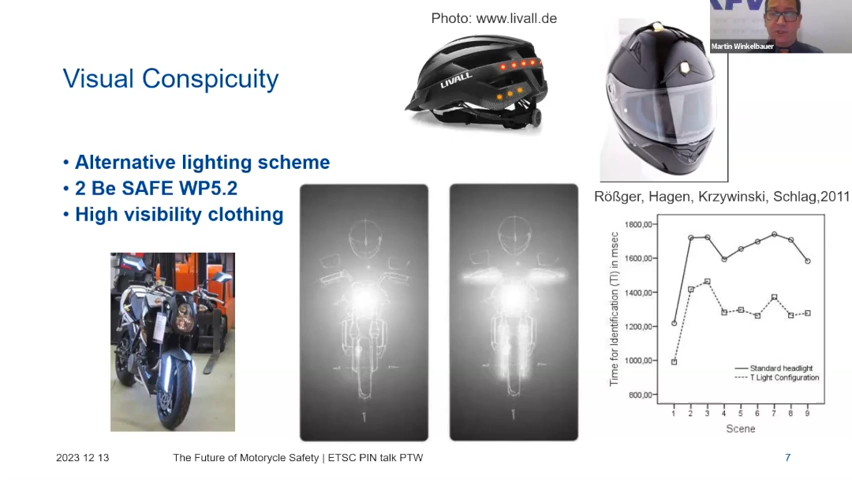 Photo: www.livall.de
Martin Winkelbauer
Visual Conspicuity
LIVALL
• Alternative lighting scheme
• 2 Be SAFE WP5.2
• High visibility clothing
Rößger, Hagen, Krzywinski, Schlag,2011
Time for Identification (TI) in msec
1800,00
1600,00
1400,00
1200,00
1000,00
800,00
Standard headlight
T Light Configuration
1 2 3 4 5 6 7 8 9
Scene
2023 12 13
The Future of Motorcycle Safety | ETSC PIN talk PTW
7